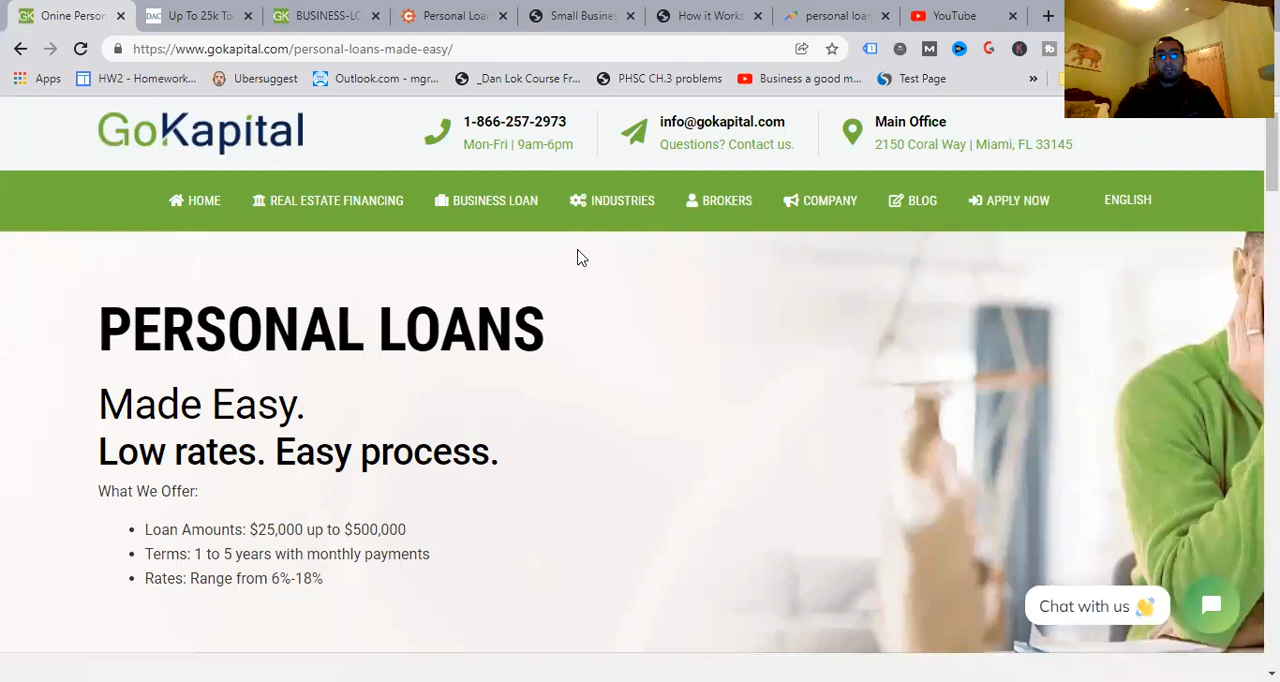 Onine Person
Up To 25k To
BUSINESS-LO
Personal Loan
Small Busine
How it Works
personal loa
YouTube
https://www.gokapital.com/personal-loans-made-easy/
Apps
HW2 - Homework...
Ubersuggest
Outlook.com - mgr...
_Dan Lok Course Fr...
PHSC CH.3 problems
Business a good m...
Test Page
»
GoKapital
1-866-257-2973
Mon-Fri | 9am-6pm
info@gokapital.com
Questions? Contact us.
Main Office
2150 Coral Way | Miami, FL 33145
HOME
REAL ESTATE FINANCING
BUSINESS LOAN
INDUSTRIES
BROKERS
COMPANY
BLOG
APPLY NOW
ENGLISH
PERSONAL LOANS
Made Easy.
Low rates. Easy process.
What We Offer:
• Loan Amounts: $25,000 up to $500,000
• Terms: 1 to 5 years with monthly payments
• Rates: Range from 6%-18%
Chat with us 👋